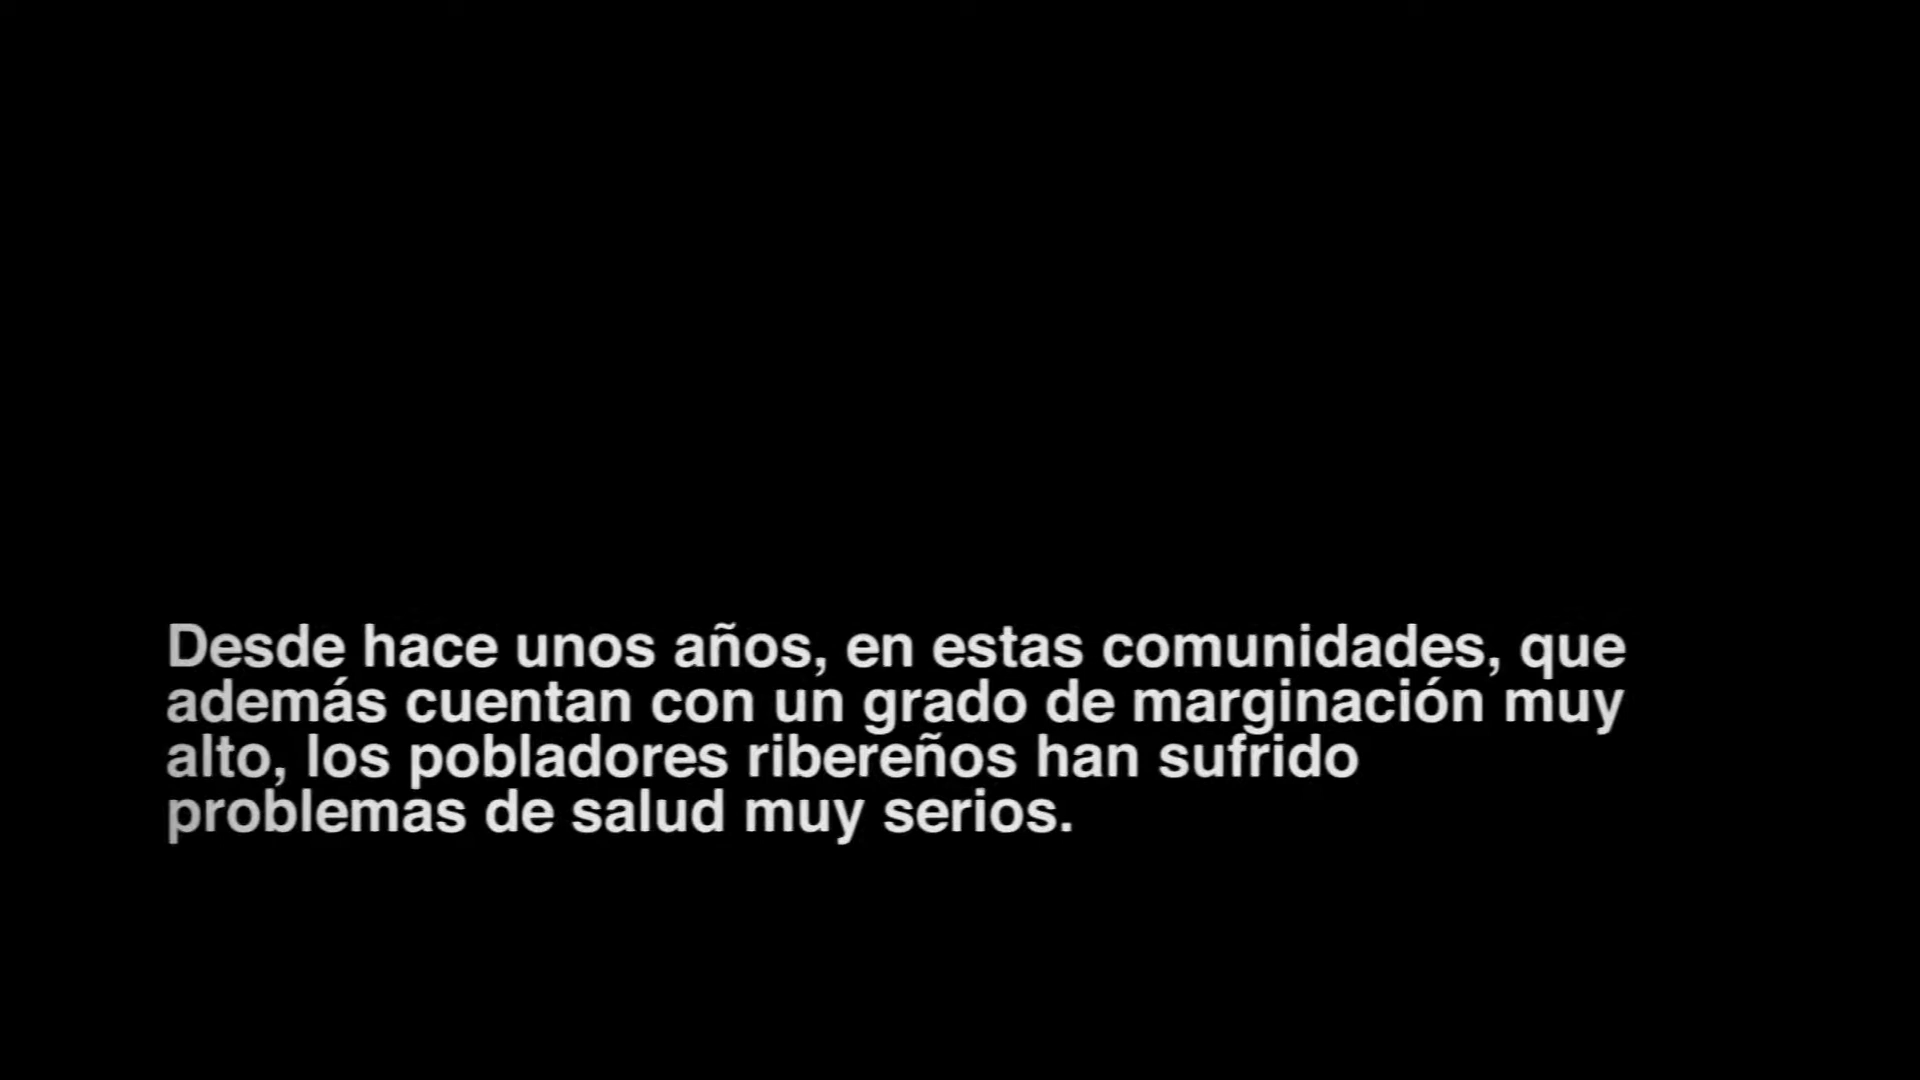 Desde hace unos años, en estas comunidades, que
además cuentan con un grado de marginación muy
alto, los pobladores ribereños han sufrido
problemas de salud muy serios.